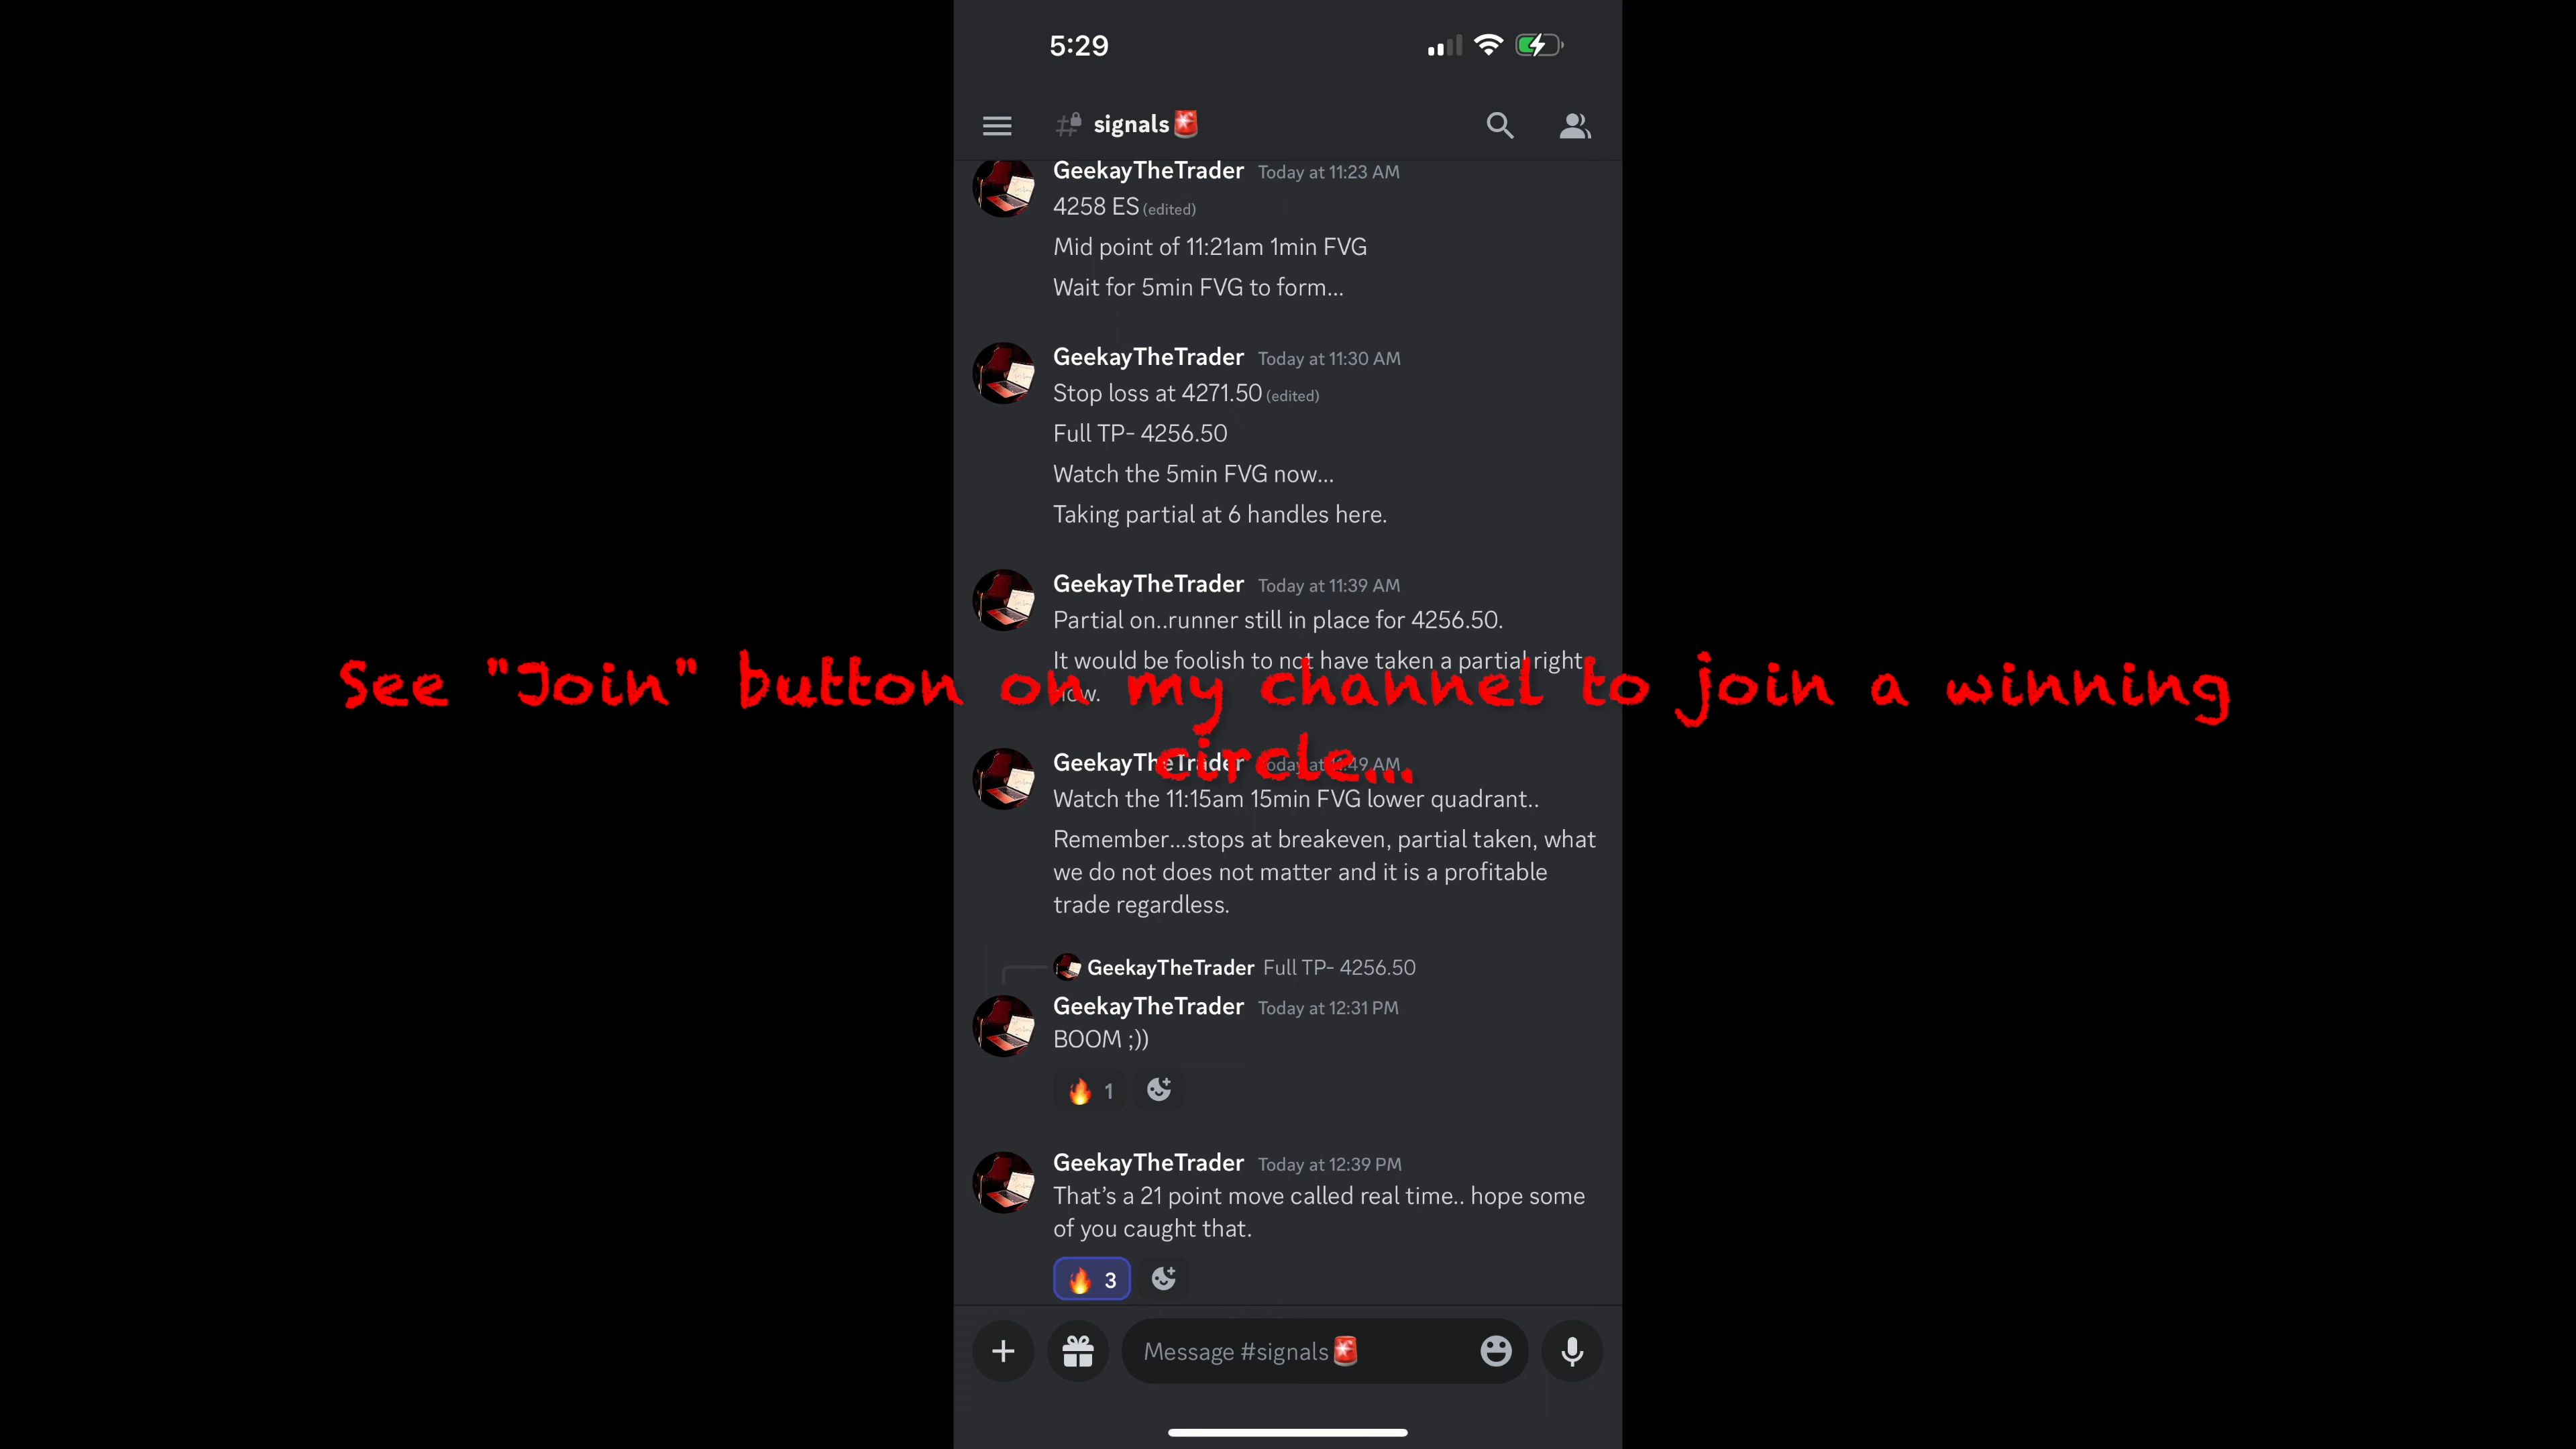 5:29
signals🚨
GeekayTheTrader Today at 11:23 AM
4258 ES (edited)
Mid point of 11:21am 1min FVG
Wait for 5min FVG to form...
GeekayTheTrader Today at 11:30 AM
Stop loss at 4271.50 (edited)
Full TP- 4256.50
Watch the 5min FVG now...
Taking partial at 6 handles here.
GeekayTheTrader Today at 11:39 AM
Partial on..runner still in place for 4256.50.
It would be foolish to not have taken a partial right
now.
See "Join" button on my channel to join a winning
circle...
GeekayTheTrader Today at 11:49 AM
Watch the 11:15am 15min FVG lower quadrant..
Remember...stops at breakeven, partial taken, what
we do not does not matter and it is a profitable
trade regardless.
GeekayTheTrader Full TP- 4256.50
GeekayTheTrader Today at 12:31 PM
BOOM ;))
🔥 1
GeekayTheTrader Today at 12:39 PM
That's a 21 point move called real time.. hope some
of you caught that.
🔥 3
Message #signals🚨